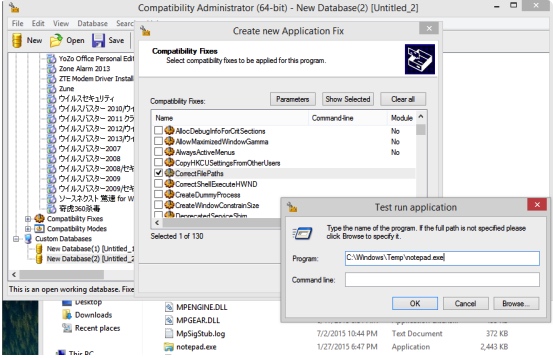 Compatibility Administrator (64-bit) - New Database(2) [Untitled_2]
File Edit View Database Search
New Open Save
YoZo Office Personal Edit
Zone Alarm 2013
ZTE Modem Driver Install
Zune
ウイルスセキュリティ
ウイルスバスター 2010/ウイ
ウイルスバスター 2011 クラ
ウイルスバスター 2012/ウイ
ウイルスバスター 2013/ウイ
ウイルスバスター2007
ウイルスバスター2008
ウイルスバスター2008/セキ
ウイルスバスター2009
ウイルスバスター2009/セキ
ソースネクスト 驚速 for W
奇虎360杀毒
Compatibility Fixes
Compatibility Modes
Custom Databases
New Database(1) [Untitled_1
New Database(2) [Untitled_2
This is an open working database. Fixe
Create new Application Fix
Compatibility Fixes
Select compatibility fixes to be applied for this program.
Compatibility Fixes:
Parameters
Show Selected
Clear all
Name Command-line Module
AllocDebugInfoForCritSections No
AllowMaximizedWindowGamma No
AlwaysActiveMenus No
CopyHKCUSettingsFromOtherUsers
CorrectFilePaths
CorrectShellExecuteHWND
CreateDummyProcess
CreateWindowConstrainSize
DeprecatedServiceShim
Selected 1 of 130
Test run application
Type the name of the program. If the full path is not specified please
click Browse to specify it.
Program: C:\Windows\Temp\notepad.exe
Command line:
OK Cancel Browse...
Desktop
Downloads
Recent places
This PC
MPENGINE.DLL
MPGEAR.DLL
MpSigStub.log 7/2/2015 10:44 PM Text Document 372 KB
notepad.exe 1/27/2015 6:47 PM Application 2,443 KB